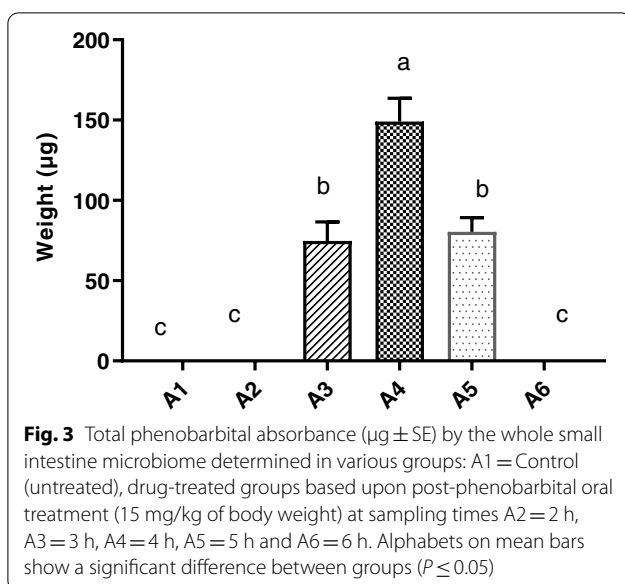 200
a
150
b
b
100
Weight (µg)
50
c
c
c
0
A1
A2
A3
A4
A5
A6
Fig. 3 Total phenobarbital absorbance (µg ± SE) by the whole small
intestine microbiome determined in various groups: A1 = Control
(untreated), drug-treated groups based upon post-phenobarbital oral
treatment (15 mg/kg of body weight) at sampling times A2 = 2 h,
A3 = 3 h, A4 = 4 h, A5 = 5 h and A6 = 6 h. Alphabets on mean bars
show a significant difference between groups (P ≤ 0.05)